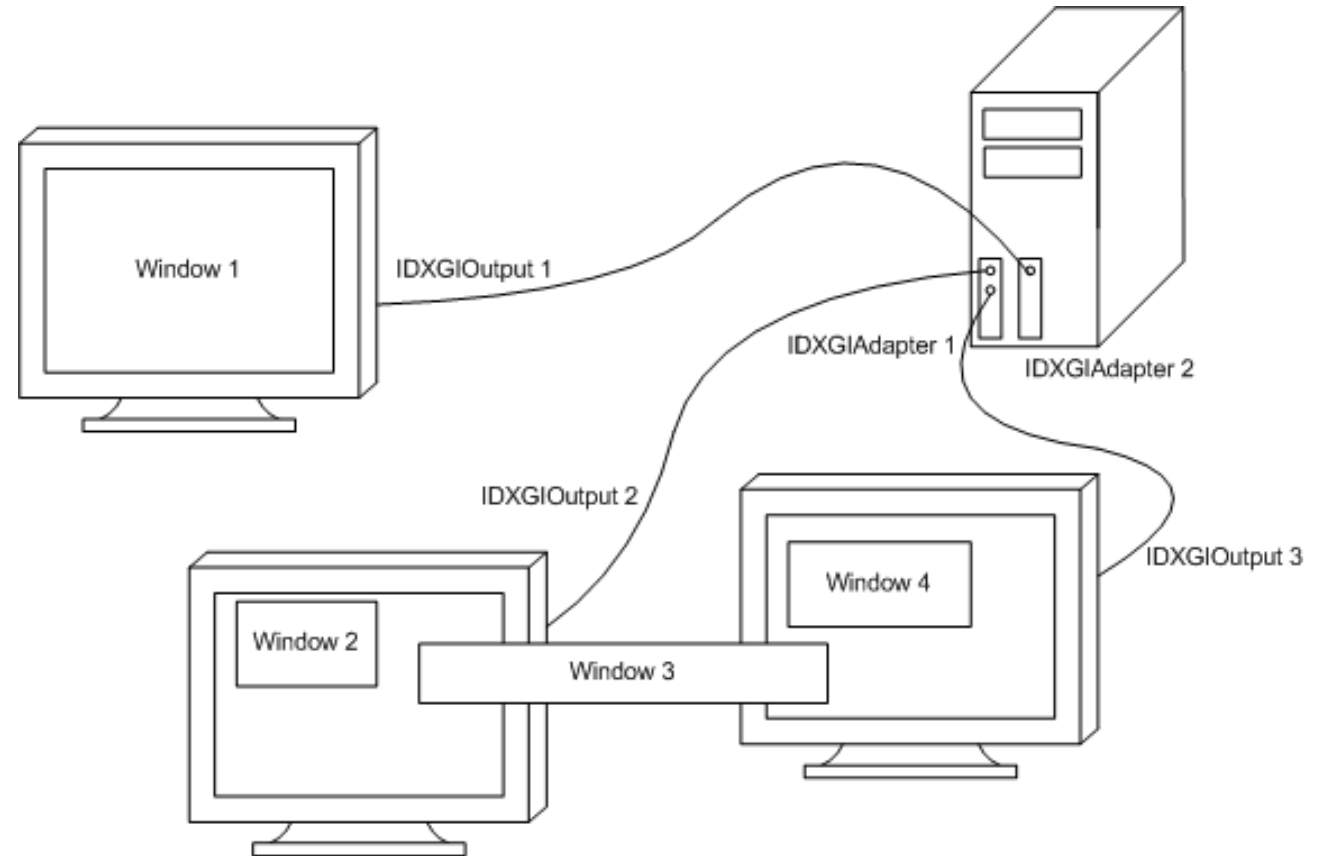 Window 1
IDXGIOutput 1
IDXGIAdapter 1
IDXGIAdapter 2
IDXGIOutput 2
IDXGIOutput 3
Window 4
Window 2
Window 3